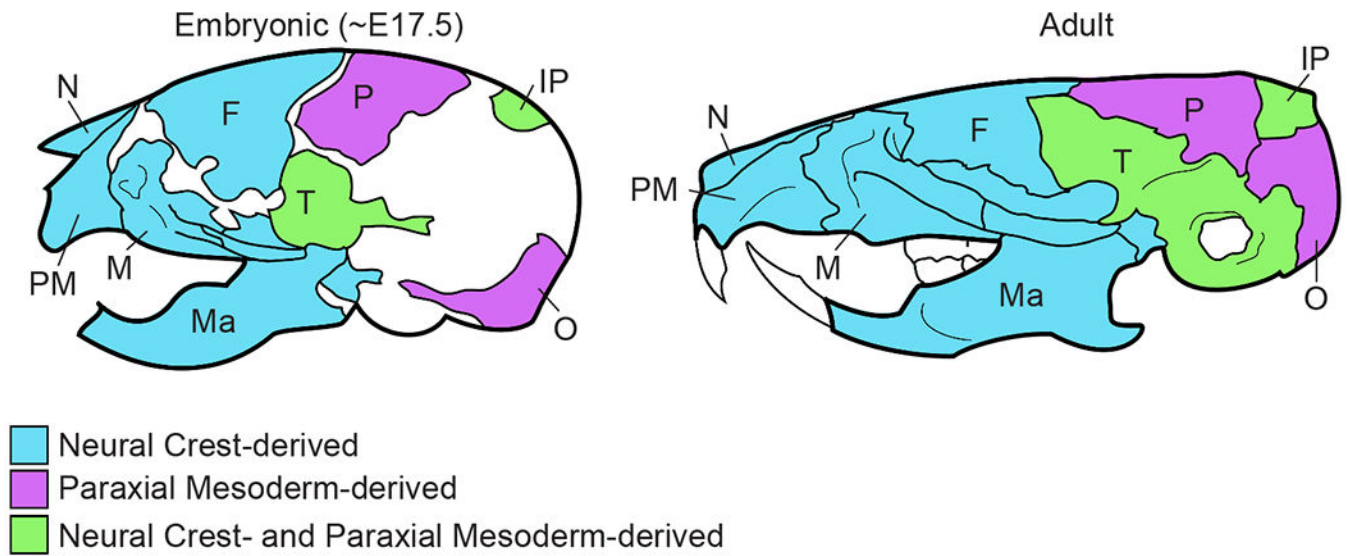 Embryonic (~E17.5)
Adult
N
F
P
IP
T
PM
M
Ma
O
N
PM
F
P
IP
T
M
Ma
O
Neural Crest-derived
Paraxial Mesoderm-derived
Neural Crest- and Paraxial Mesoderm-derived